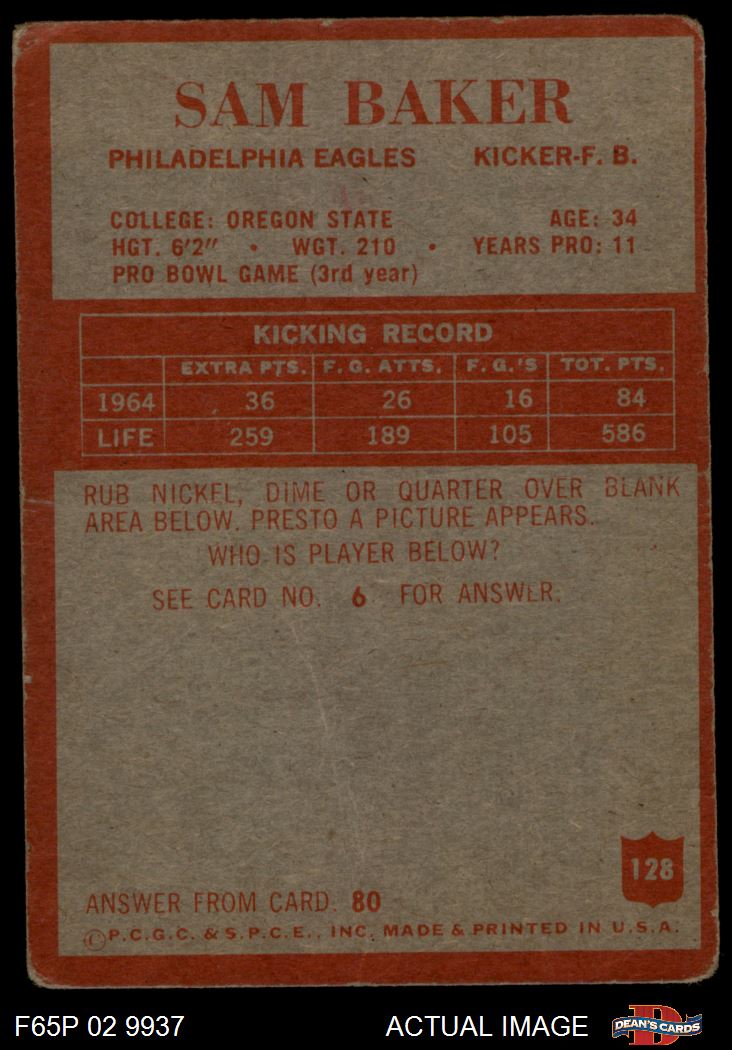 SAM BAKER
PHILADELPHIA EAGLES KICKER-F. B.
COLLEGE: OREGON STATE AGE: 34
HGT. 6'2" • WGT. 210 • YEARS PRO: 11
PRO BOWL GAME (3rd year)
KICKING RECORD
EXTRA PTS. F. G. ATTS. F. G.'S TOT. PTS.
1964 36 26 16 84
LIFE 259 189 105 586
RUB NICKEL, DIME OR QUARTER OVER BLANK
AREA BELOW. PRESTO A PICTURE APPEARS.
WHO IS PLAYER BELOW?
SEE CARD NO. 6 FOR ANSWER.
128
ANSWER FROM CARD. 80
©P.C.G.C. & S.P.C.E., INC. MADE & PRINTED IN U.S.A.
F65P 02 9937 ACTUAL IMAGE D DEAN'S CARDS